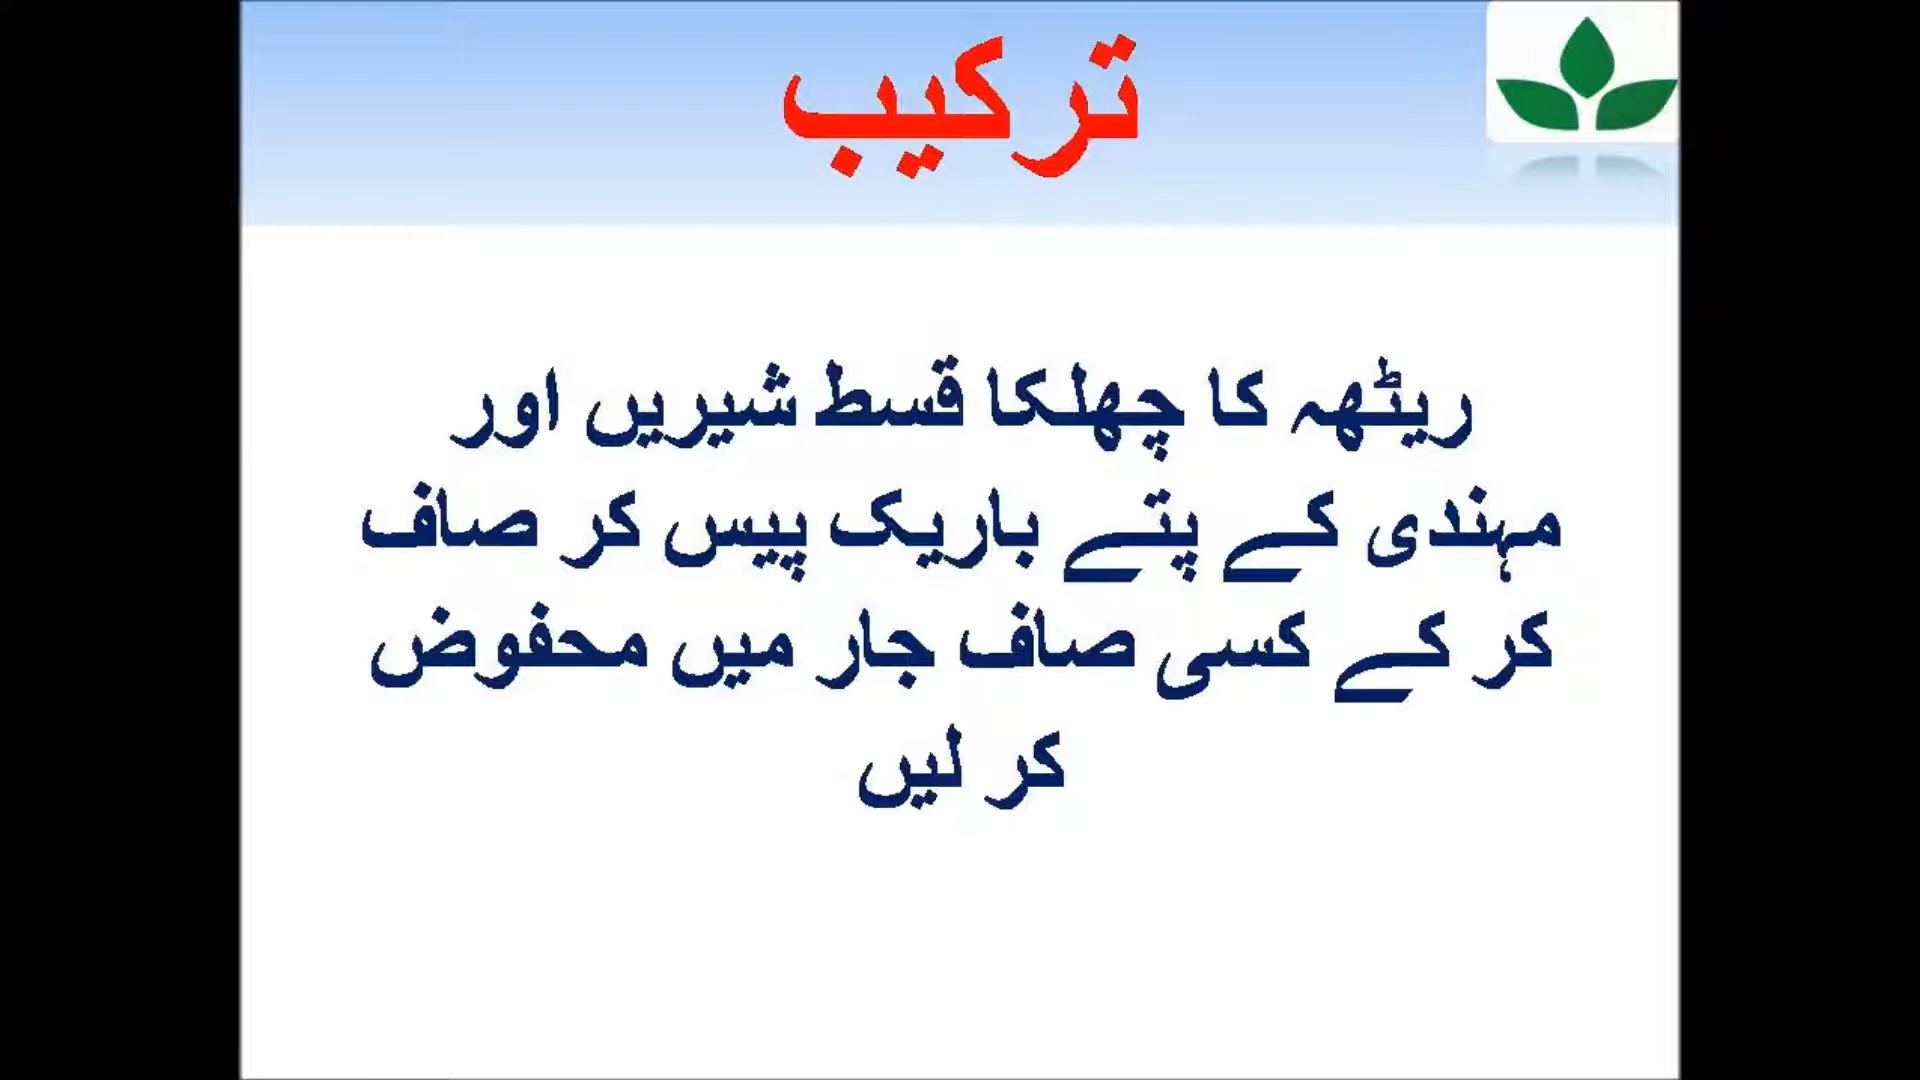 ترکیب
ریٹھہ کا چھلکا قسط شیریں اور
مہندی کے پتے باریک پیس کر صاف
کر کے کسی صاف جار میں محفوض
کر لیں